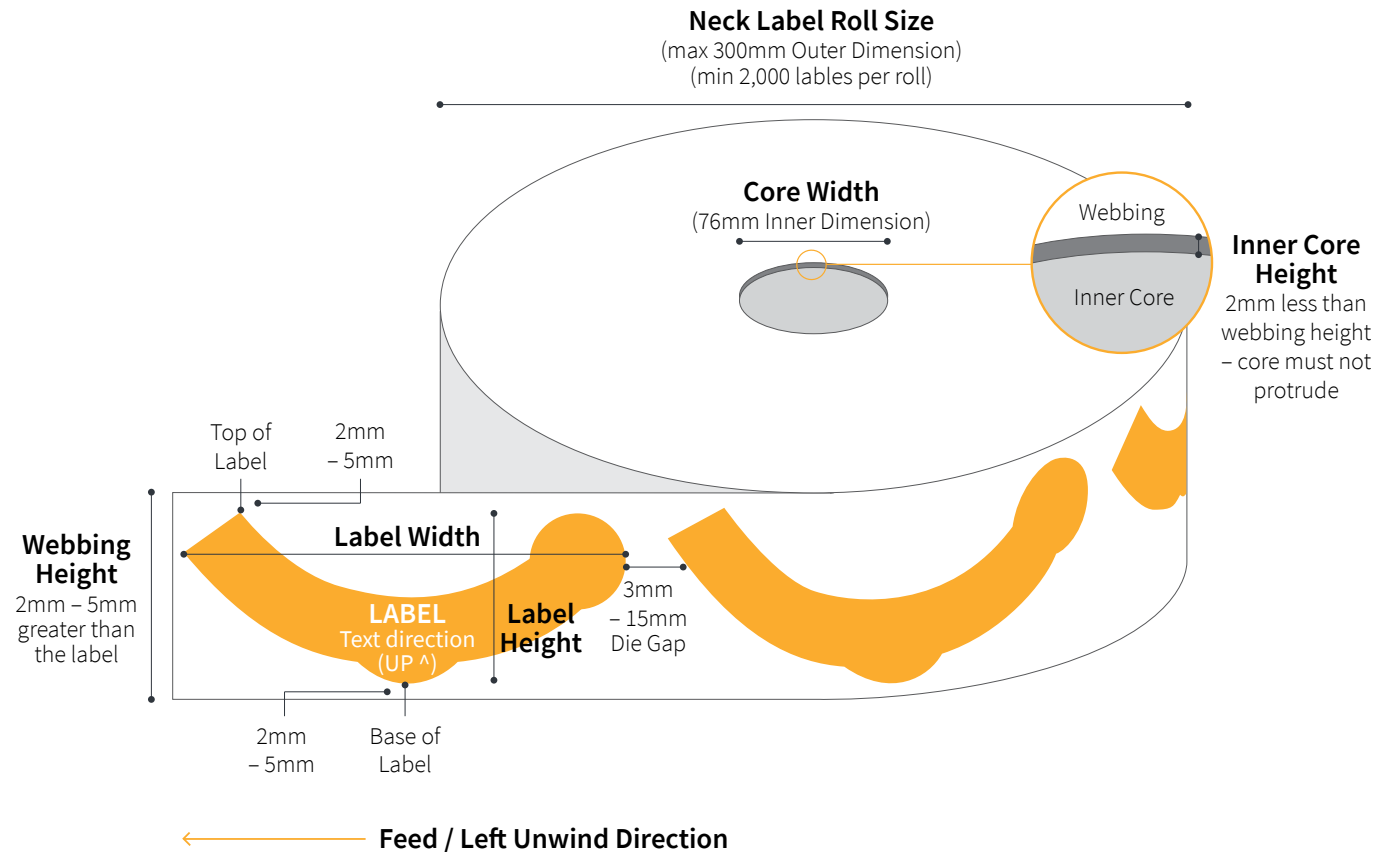 Neck Label Roll Size
(max 300mm Outer Dimension)
(min 2,000 lables per roll)
Core Width
(76mm Inner Dimension)
Webbing
Inner Core
Inner Core
Height
2mm less than
webbing height
– core must not
protrude
Top of
Label
2mm
– 5mm
Webbing
Height
2mm – 5mm
greater than
the label
Label Width
LABEL
Text direction
(UP ^)
Label
Height
3mm
– 15mm
Die Gap
2mm
– 5mm
Base of
Label
Feed / Left Unwind Direction